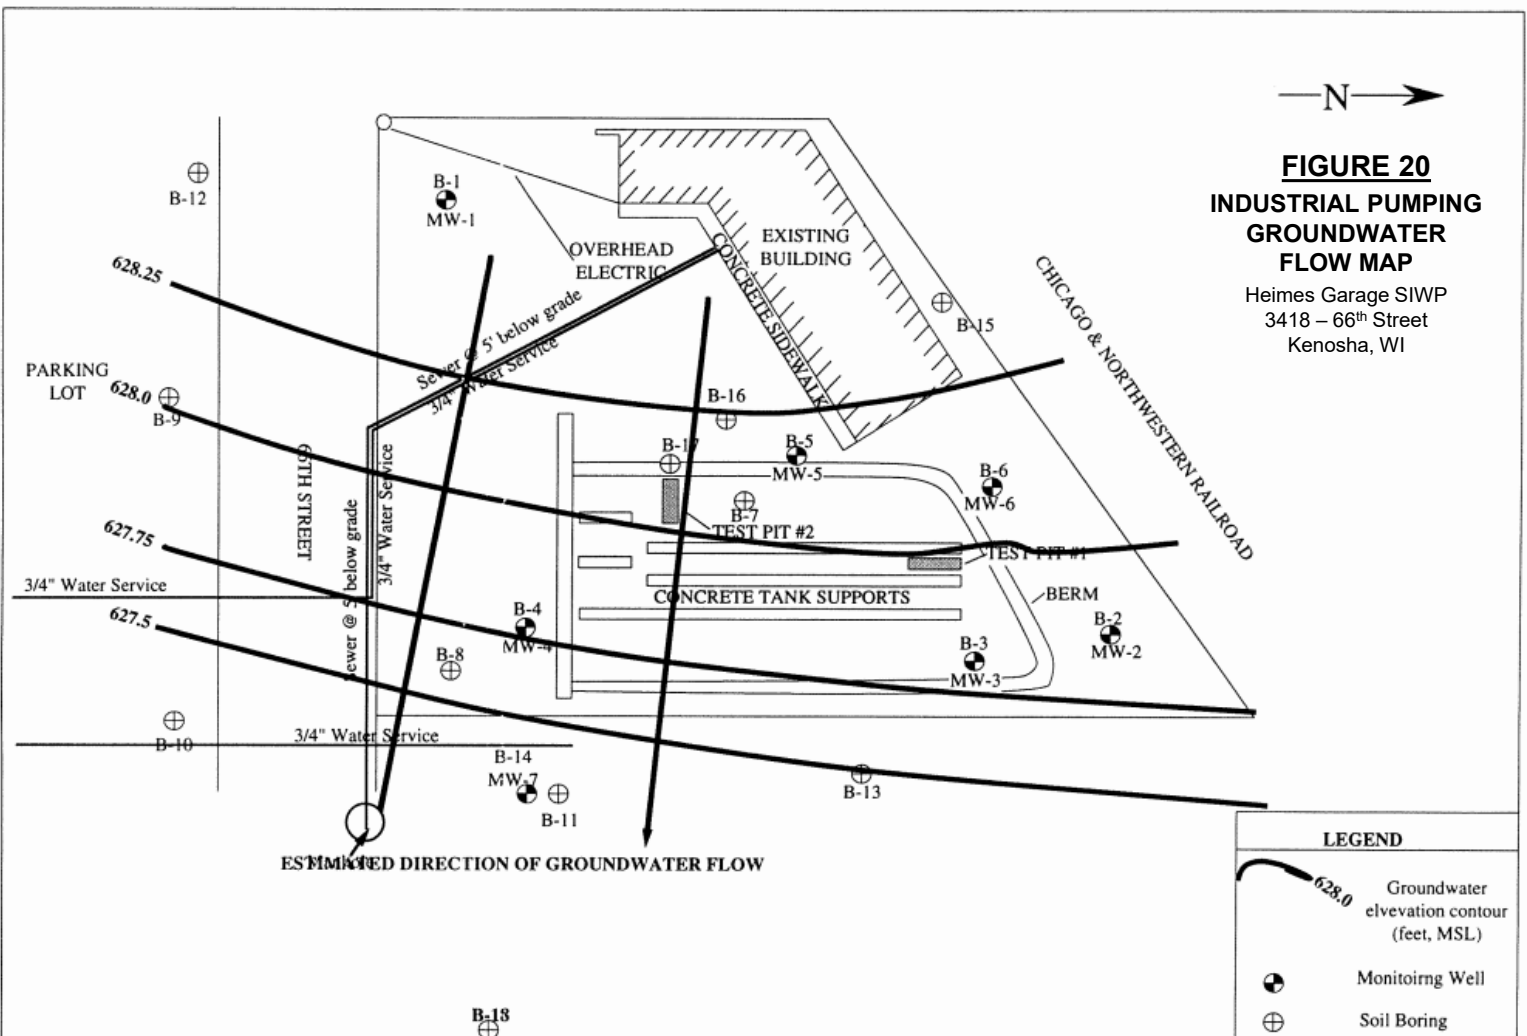 N
FIGURE 20
INDUSTRIAL PUMPING
GROUNDWATER
FLOW MAP
Heimes Garage SIWP
3418 – 66th Street
Kenosha, WI
B-12
B-1
MW-1
OVERHEAD
ELECTRIC
EXISTING
BUILDING
CONCRETE SIDEWALK
CHICAGO & NORTHWESTERN RAILROAD
B-15
628.25
Sewer @ 5' below grade
3/4" Water Service
PARKING
LOT
628.0
B-9
B-16
B-17
B-5
MW-5
B-6
MW-6
B-7
TEST PIT #2
TEST PIT #1
66TH STREET
3/4" Water Service
Sewer @ 5' below grade
627.75
3/4" Water Service
627.5
CONCRETE TANK SUPPORTS
BERM
B-4
MW-4
B-8
B-3
MW-3
B-2
MW-2
B-10
3/4" Water Service
B-14
MW-7
B-11
B-13
ESTIMATED DIRECTION OF GROUNDWATER FLOW
B-18
LEGEND
628.0
Groundwater
elvevation contour
(feet, MSL)
Monitoirng Well
Soil Boring